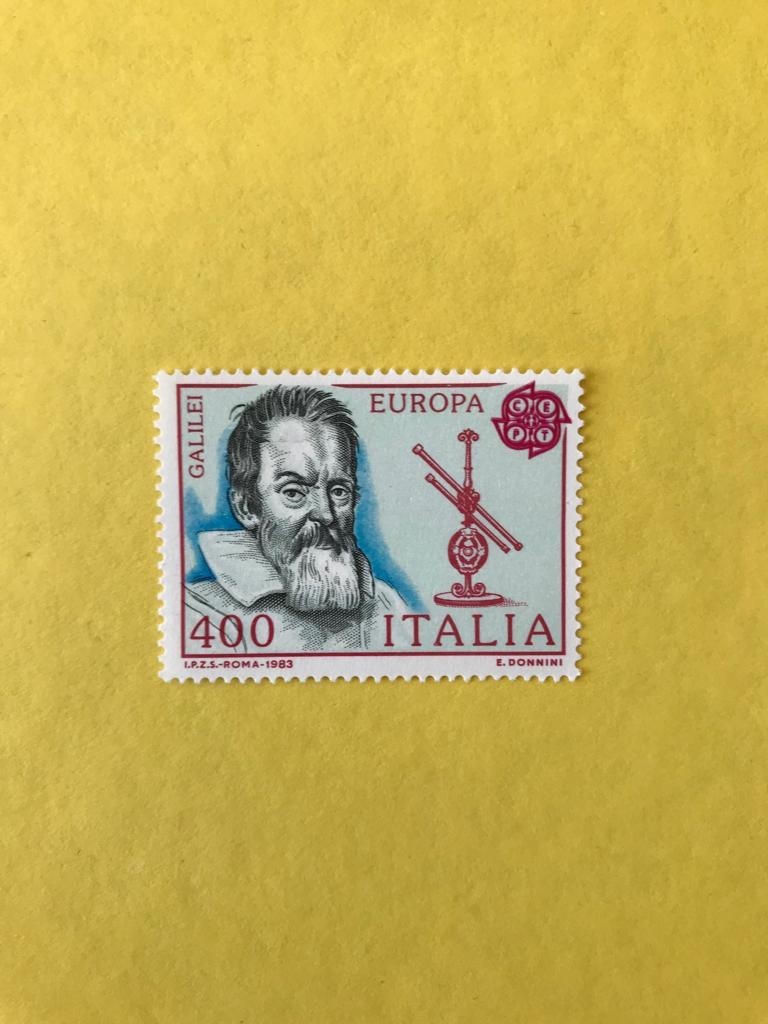 GALILEI
EUROPA
C E
P T
400
ITALIA
I.P.Z.S.-ROMA-1983
E. DONNINI